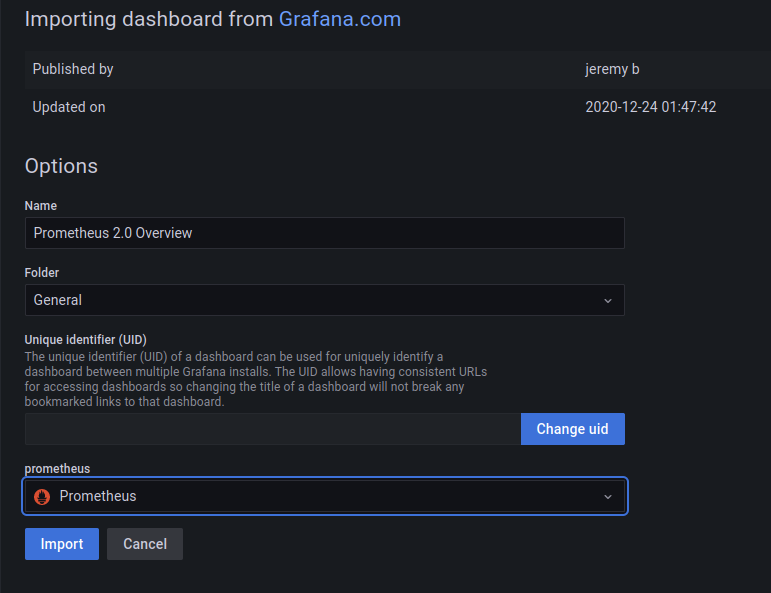 Importing dashboard from Grafana.com
Published by jeremy b
Updated on 2020-12-24 01:47:42
Options
Name
Prometheus 2.0 Overview
Folder
General
Unique identifier (UID)
The unique identifier (UID) of a dashboard can be used for uniquely identify a
dashboard between multiple Grafana installs. The UID allows having consistent URLs
for accessing dashboards so changing the title of a dashboard will not break any
bookmarked links to that dashboard.
Change uid
prometheus
Prometheus
Import Cancel